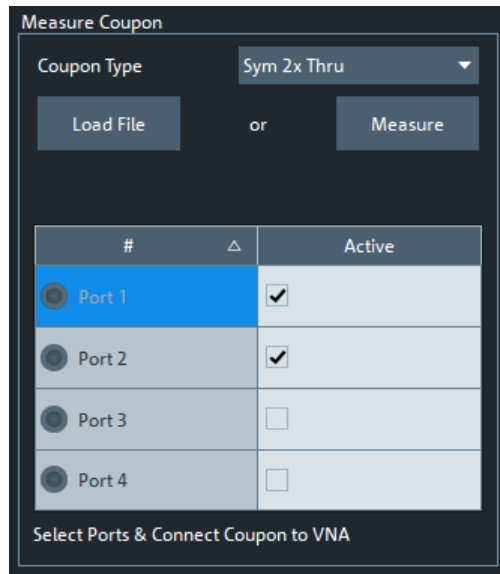 Measure Coupon
Coupon Type Sym 2x Thru
Load File or Measure
# Active
Port 1
Port 2
Port 3
Port 4
Select Ports & Connect Coupon to VNA